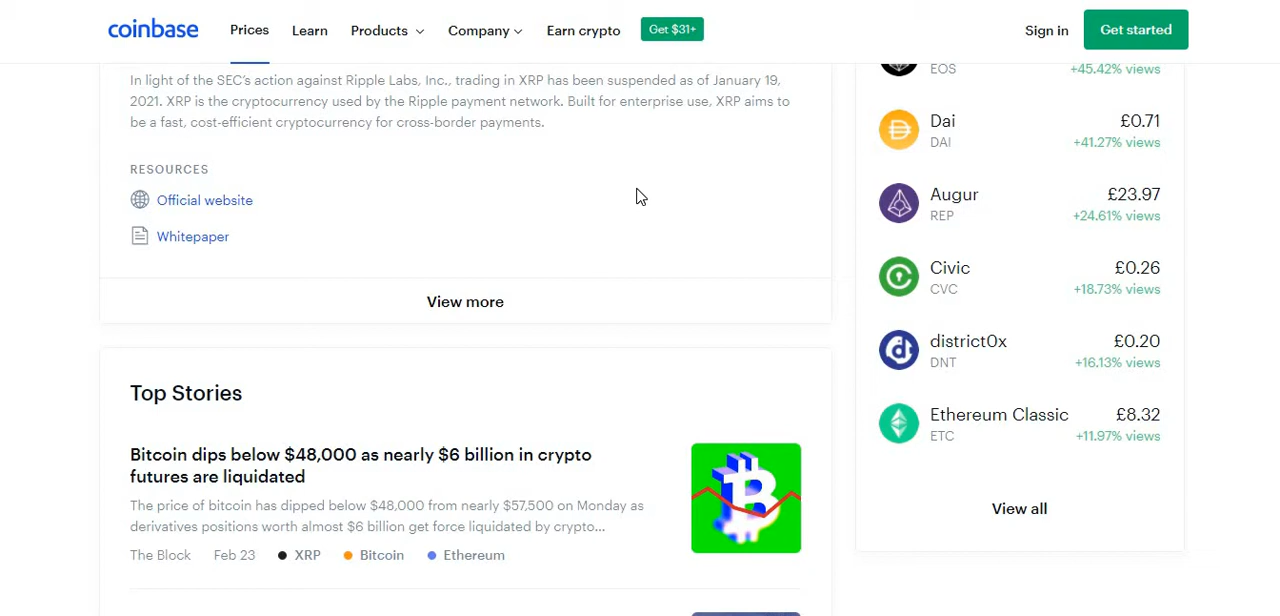 coinbase
Prices
Learn
Products
Company
Earn crypto
Get $31+
Sign in
Get started
In light of the SEC's action against Ripple Labs, Inc., trading in XRP has been suspended as of January 19,
2021. XRP is the cryptocurrency used by the Ripple payment network. Built for enterprise use, XRP aims to
be a fast, cost-efficient cryptocurrency for cross-border payments.
RESOURCES
Official website
Whitepaper
View more
Top Stories
Bitcoin dips below $48,000 as nearly $6 billion in crypto
futures are liquidated
The price of bitcoin has dipped below $48,000 from nearly $57,500 on Monday as
derivatives positions worth almost $6 billion get force liquidated by crypto...
The Block Feb 23 XRP Bitcoin Ethereum
EOS +45.42% views
Dai £0.71
DAI +41.27% views
Augur £23.97
REP +24.61% views
Civic £0.26
CVC +18.73% views
district0x £0.20
DNT +16.13% views
Ethereum Classic £8.32
ETC +11.97% views
View all